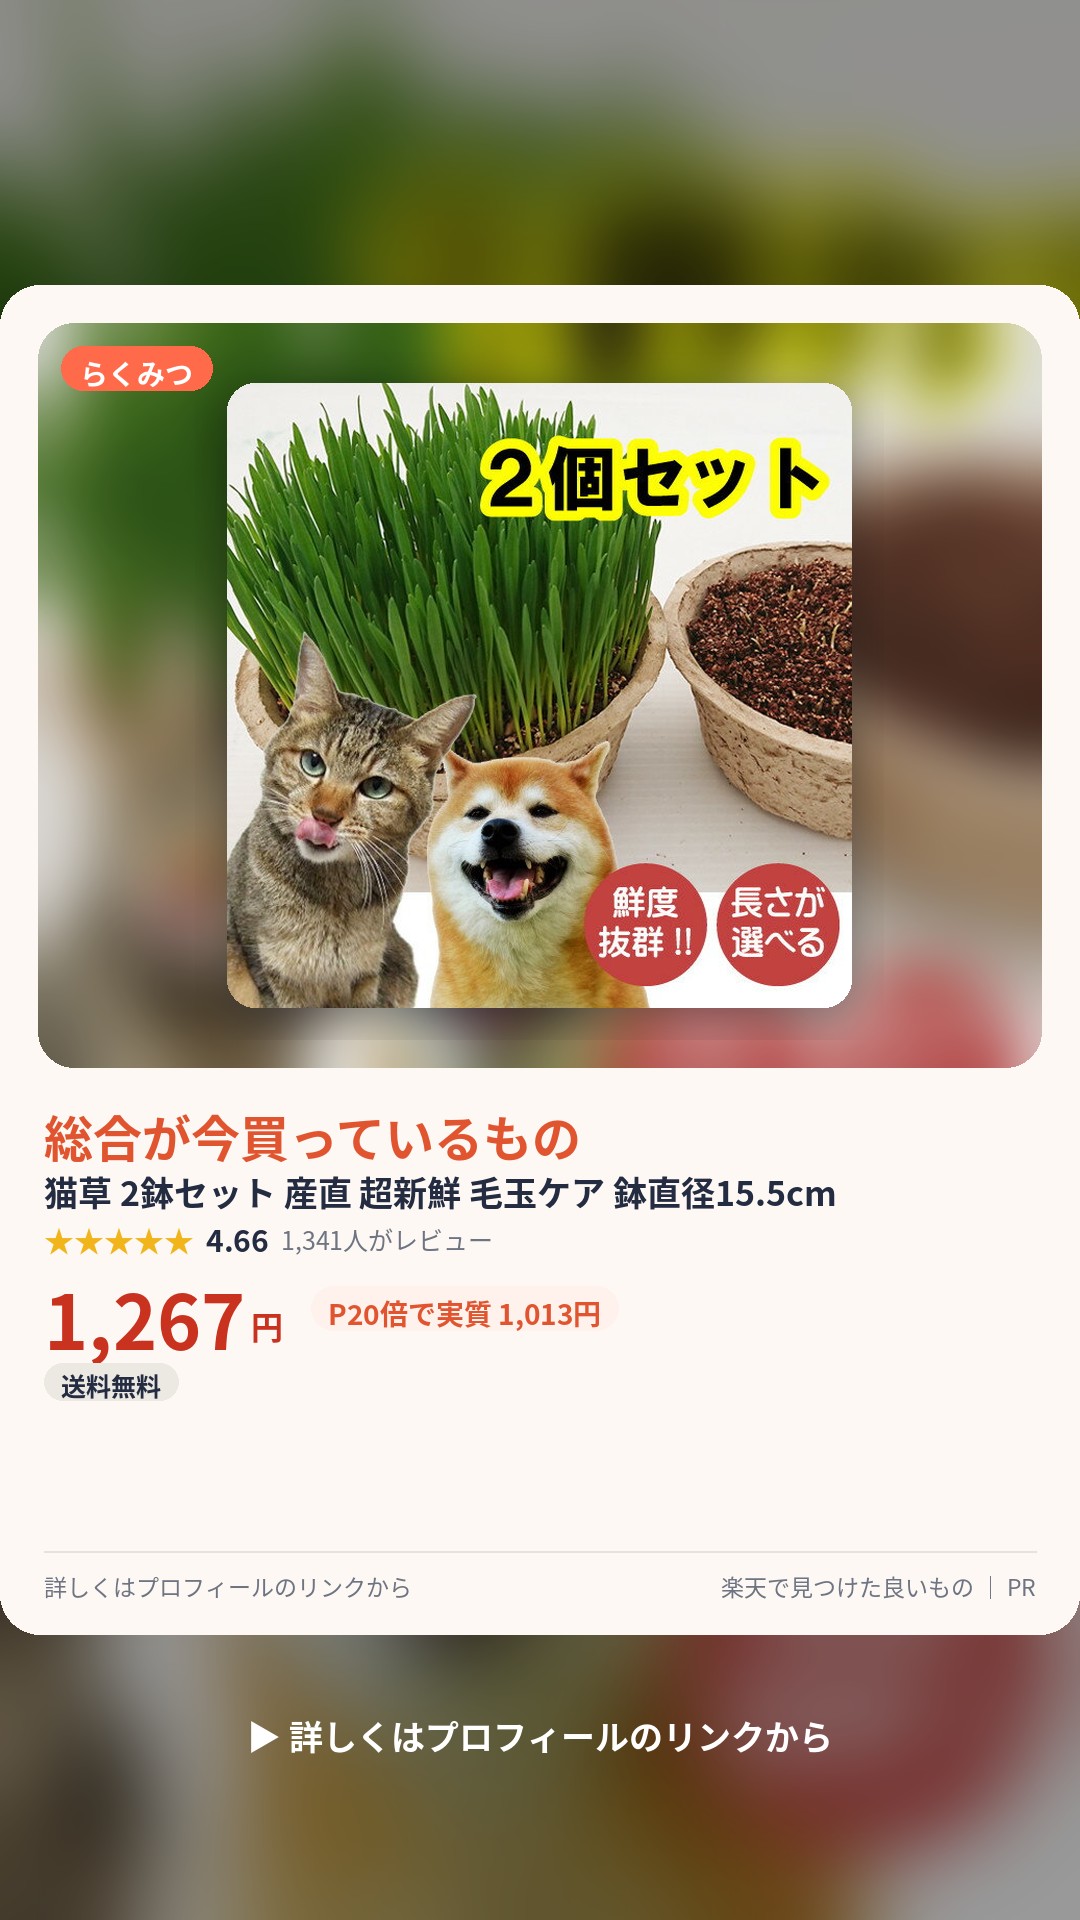 らくみつ
2個セット
鮮度
抜群!!
長さが
選べる
総合が今買っているもの
猫草 2鉢セット 産直 超新鮮 毛玉ケア 鉢直径15.5cm
★★★★★ 4.66 1,341人がレビュー
1,267円 P20倍で実質 1,013円
送料無料
詳しくはプロフィールのリンクから
楽天で見つけた良いもの | PR
▶ 詳しくはプロフィールのリンクから